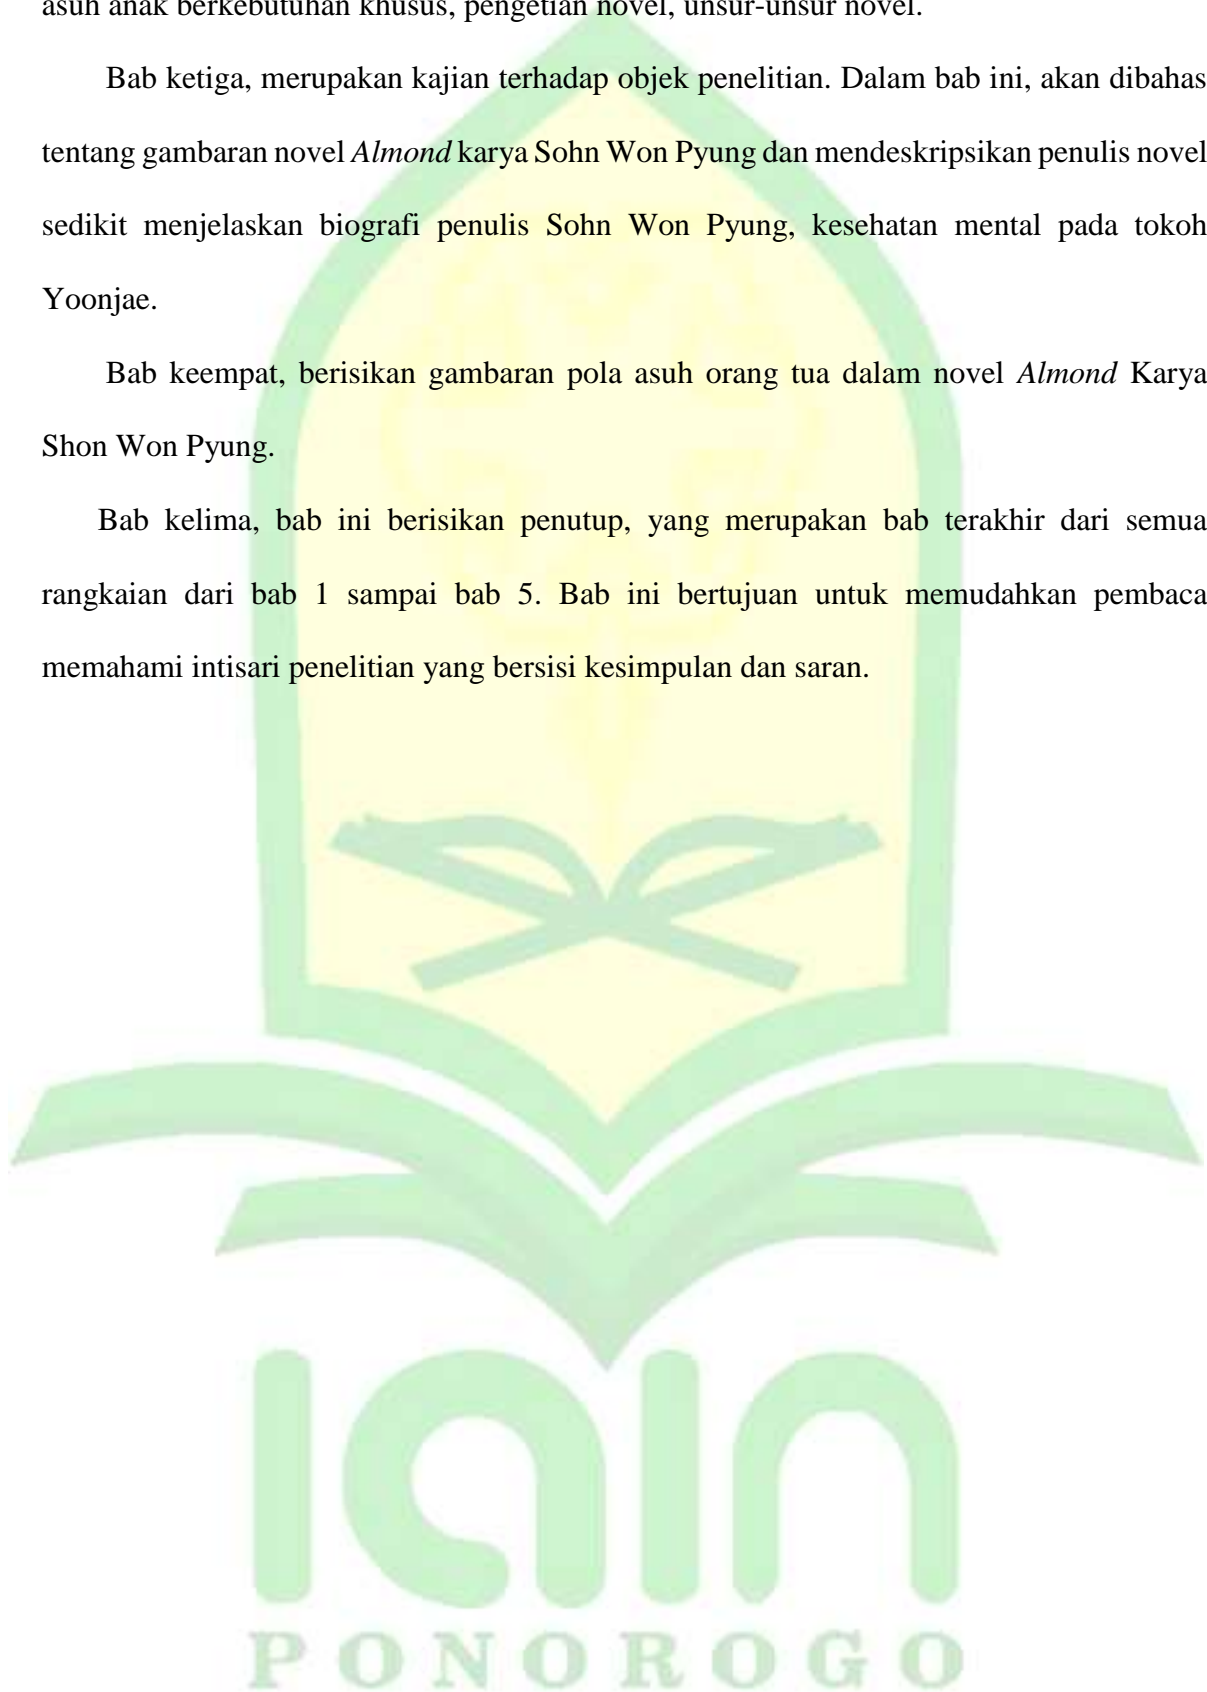 asuh anak berkebutuhan khusus, pengetian novel, unsur-unsur novel.
Bab ketiga, merupakan kajian terhadap objek penelitian. Dalam bab ini, akan dibahas
tentang gambaran novel Almond karya Sohn Won Pyung dan mendeskripsikan penulis novel
sedikit menjelaskan biografi penulis Sohn Won Pyung, kesehatan mental pada tokoh
Yoonjae.
Bab keempat, berisikan gambaran pola asuh orang tua dalam novel Almond Karya
Shon Won Pyung.
Bab kelima, bab ini berisikan penutup, yang merupakan bab terakhir dari semua
rangkaian dari bab 1 sampai bab 5. Bab ini bertujuan untuk memudahkan pembaca
memahami intisari penelitian yang bersisi kesimpulan dan saran.
IAIN
PONOROGO